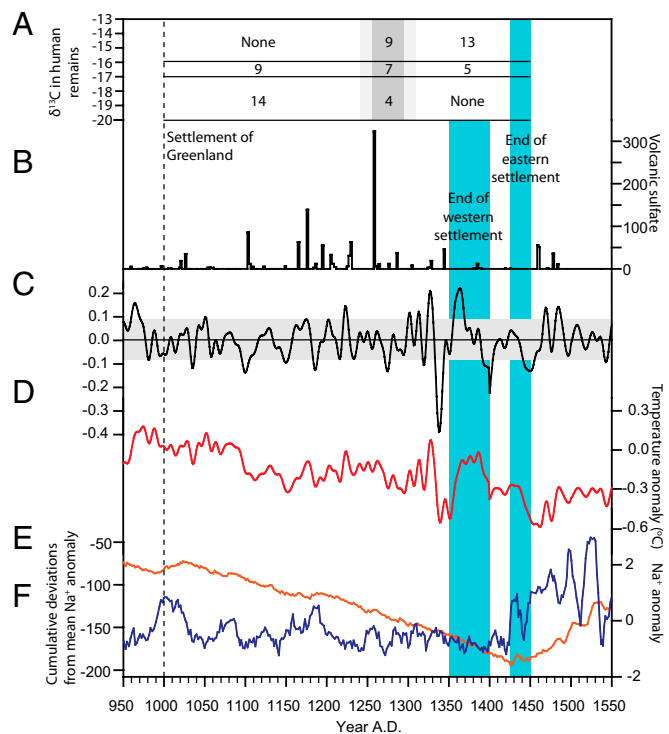 A
δ13C in human
remains
-13
-14
-15
-16
-17
-18
-19
-20
None
9
13
9
7
5
14
4
None
B
Settlement of
Greenland
End of
eastern
settlement
End of
western
settlement
Volcanic sulfate
300
200
100
0
C
0.2
0.1
0.0
-0.1
-0.2
-0.3
-0.4
D
0.3
0.0
-0.3
-0.6
Temperature
anomaly (°C)
E
F
Cumulative deviations
from mean Na+ anomaly
-50
-100
-150
-200
2
0
-2
Na+ anomaly
950 1000 1050 1100 1150 1200 1250 1300 1350 1400 1450 1500 1550
Year A.D.